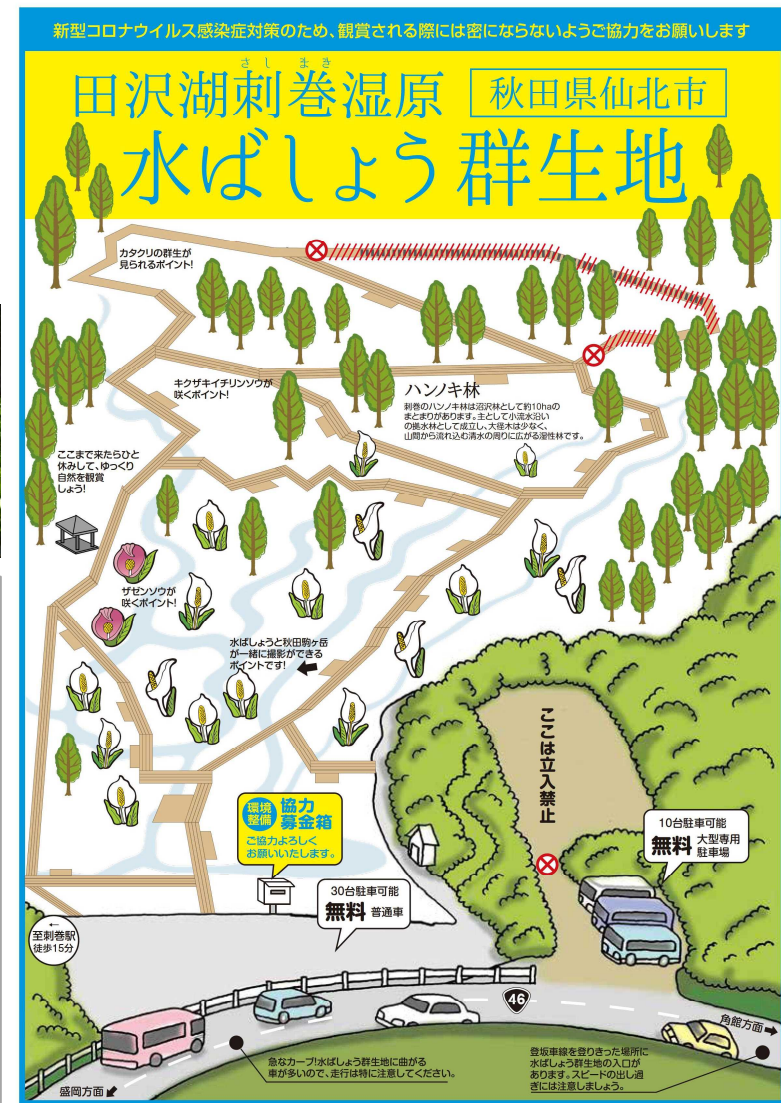 新型コロナウイルス感染症対策のため、観賞される際には密にならないようご協力をお願いします
さしまき
田沢湖刺巻湿原
秋田県仙北市
水ばしょう群生地
カタクリの群生が
見られるポイント!
キクザキイチリンソウが
咲くポイント!
ハンノキ林
刺巻のハンノキ林は沼沢林として約10haの
まとまりがあります。主として小流水沿い
の拠水林として成立し、大径木は少なく、
山間から流れ込む清水の周りに広がる湿性林です。
ここまで来たらひと
休みして、ゆっくり
自然を観賞
しよう!
ザゼンソウが
咲くポイント!
水ばしょうと秋田駒ヶ岳
が一緒に撮影ができる
ポイントです!
ここは立入禁止
環境
整備
協力
募金箱
ご協力よろしく
お願いいたします。
10台駐車可能
無料 大型専用
駐車場
30台駐車可能
無料 普通車
←
至刺巻駅
徒歩15分
46
角館方面➡
急なカーブ!水ばしょう群生地に曲がる
車が多いので、走行は特に注意してください。
登坂車線を登りきった場所に
水ばしょう群生地の入口が
あります。スピードの出し過
ぎには注意しましょう。
盛岡方面↙